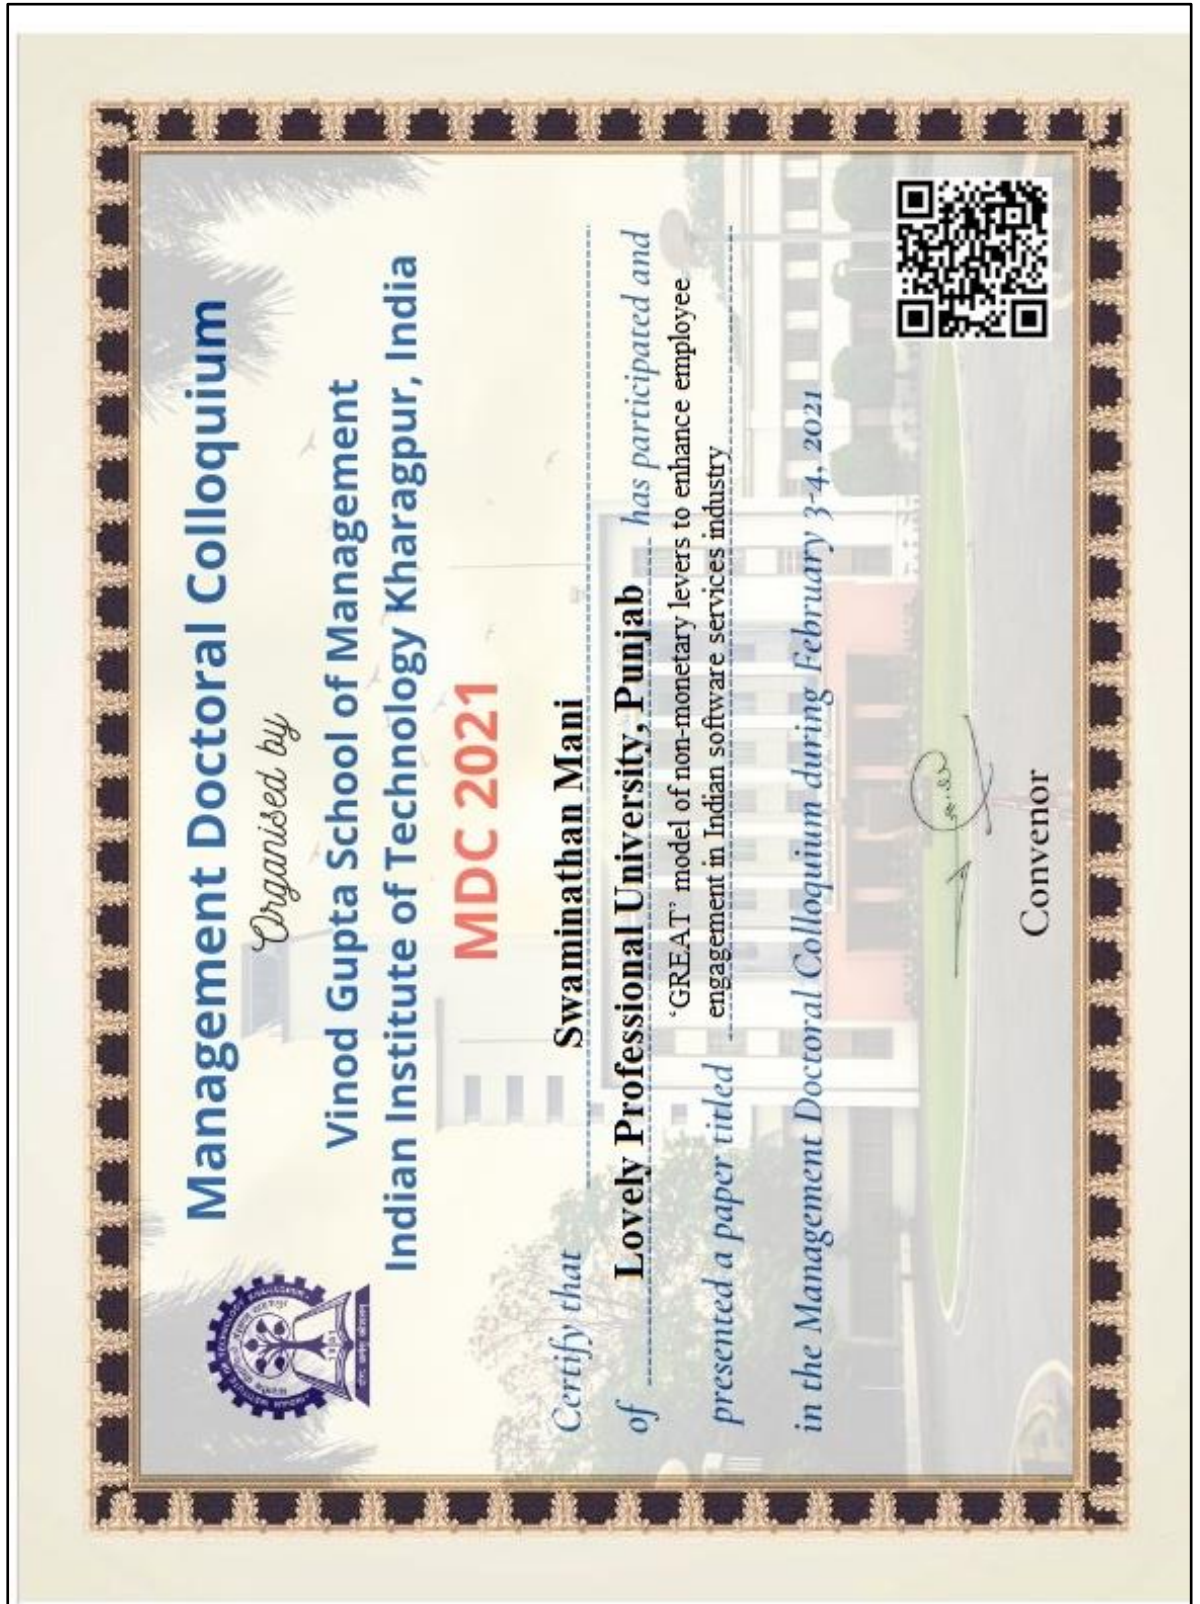 Management Doctoral Colloquium
Organised by
Vinod Gupta School of Management
Indian Institute of Technology Kharagpur, India
MDC 2021
Certify that Swaminathan Mani
of Lovely Professional University, Punjab has participated and
presented a paper titled 'GREAT' model of non-monetary levers to enhance employee
engagement in Indian software services industry
in the Management Doctoral Colloquium during February 3-4, 2021
Convenor